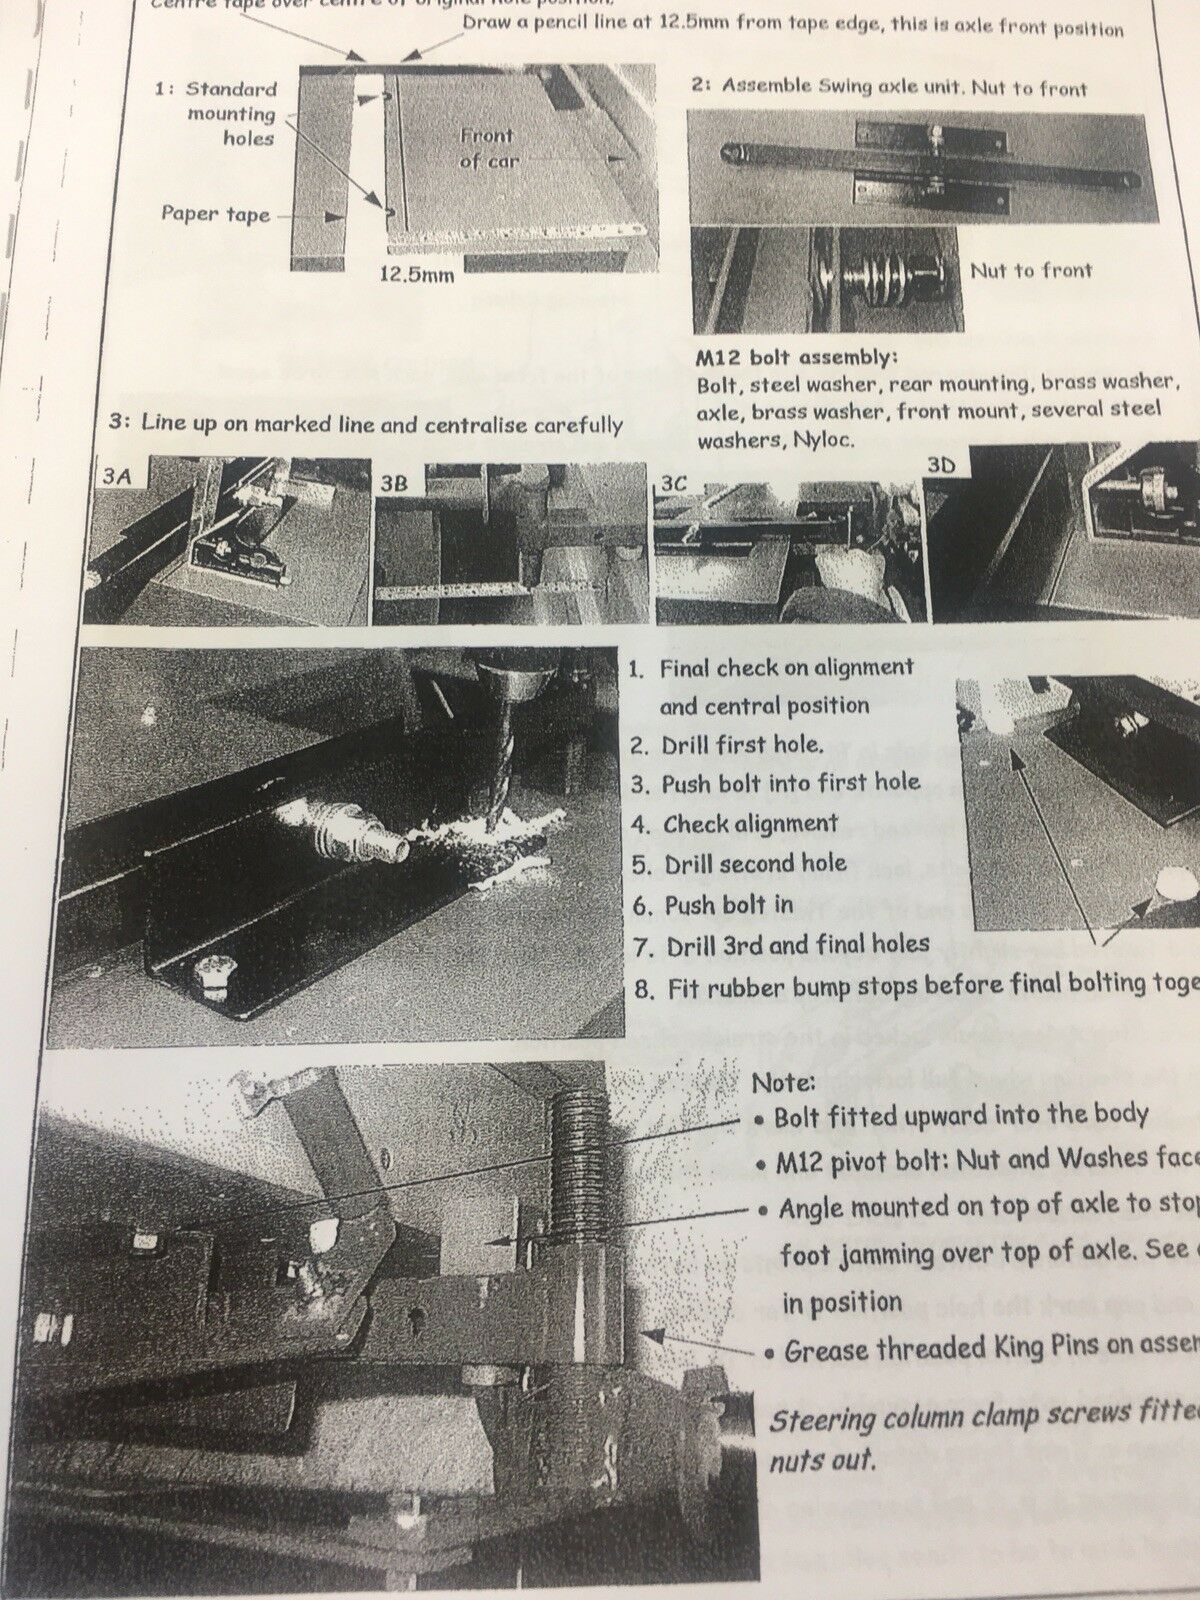 Centre tape over centre of original hole position,
Draw a pencil line at 12.5mm from tape edge, this is axle front position
1: Standard
mounting
holes
Front
of car
Paper tape
12.5mm
2: Assemble Swing axle unit. Nut to front
Nut to front
M12 bolt assembly:
Bolt, steel washer, rear mounting, brass washer,
axle, brass washer, front mount, several steel
washers, Nyloc.
3: Line up on marked line and centralise carefully
3A
3B
3C
3D
1. Final check on alignment
and central position
2. Drill first hole.
3. Push bolt into first hole
4. Check alignment
5. Drill second hole
6. Push bolt in
7. Drill 3rd and final holes
8. Fit rubber bump stops before final bolting toge
Note:
• Bolt fitted upward into the body
• M12 pivot bolt: Nut and Washes face
• Angle mounted on top of axle to stop
foot jamming over top of axle. See
in position
• Grease threaded King Pins on assem
Steering column clamp screws fitted
nuts out.